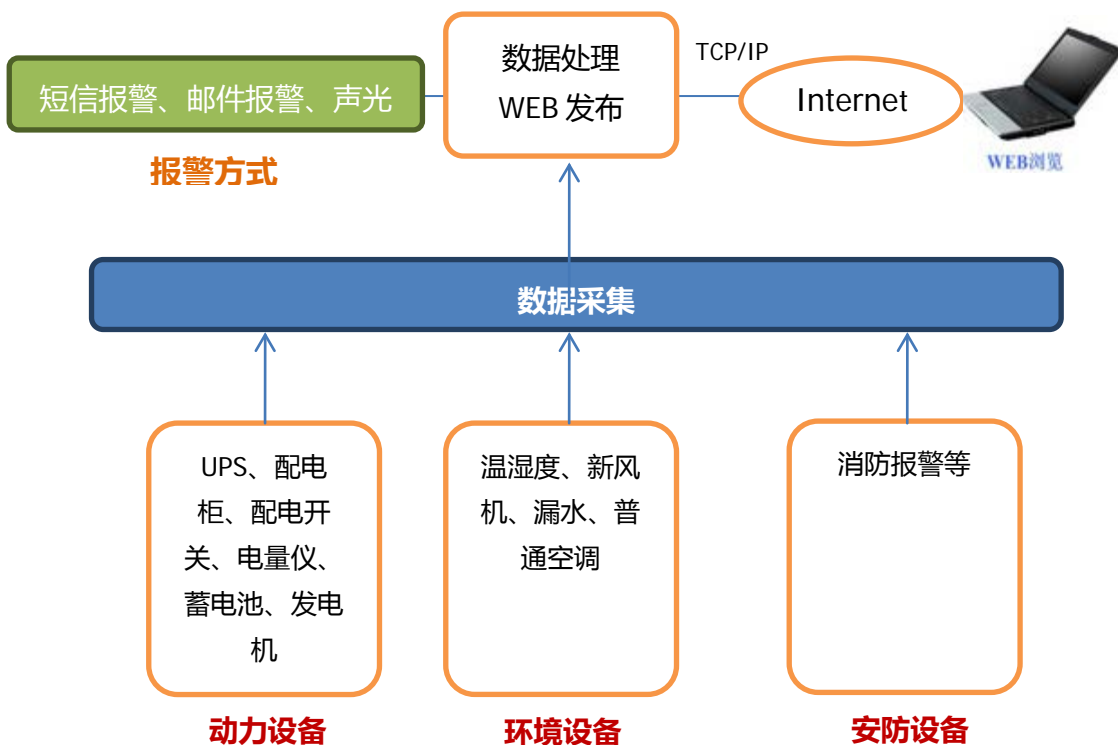 数据处理
WEB 发布
TCP/IP
短信报警、邮件报警、声光
Internet
报警方式
WEB浏览
数据采集
UPS、配电
柜、配电开
关、电量仪、
蓄电池、发电
机
温湿度、新风
机、漏水、普
通空调
消防报警等
动力设备
环境设备
安防设备